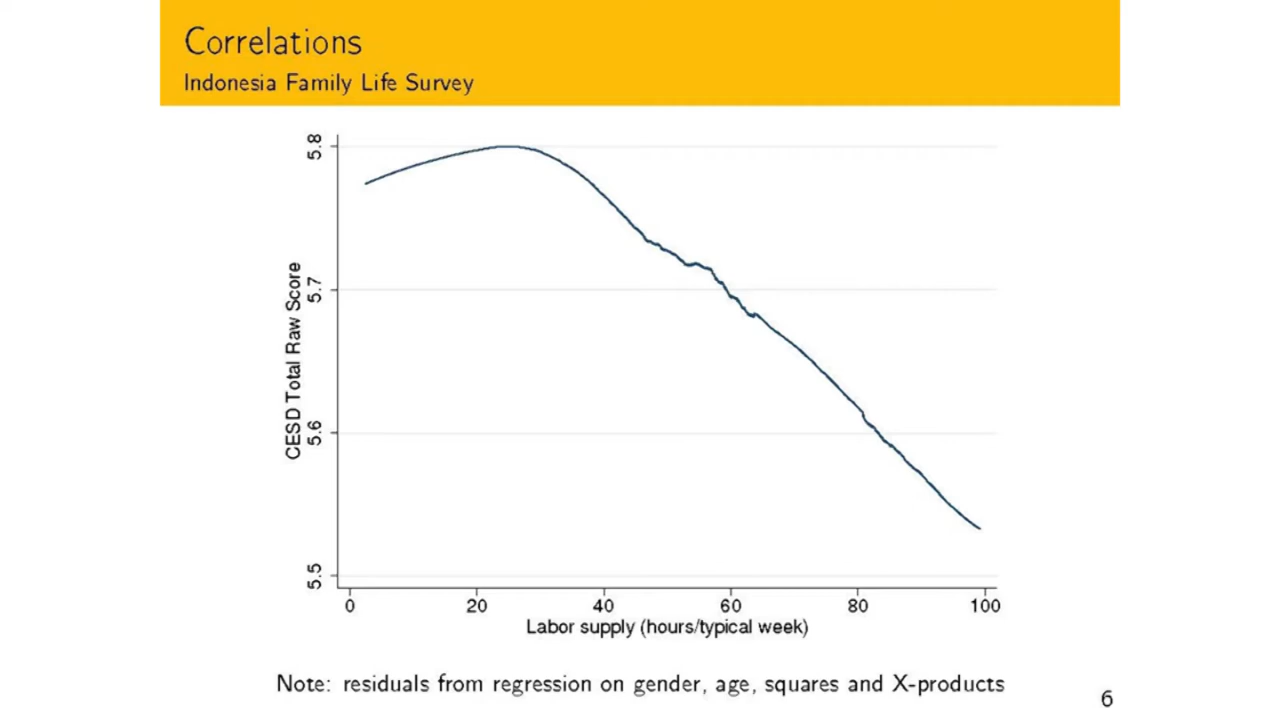 Correlations
Indonesia Family Life Survey
CESD Total Raw Score
5.8
5.7
5.6
5.5
0 20 40 60 80 100
Labor supply (hours/typical week)
Note: residuals from regression on gender, age, squares and X-products
6